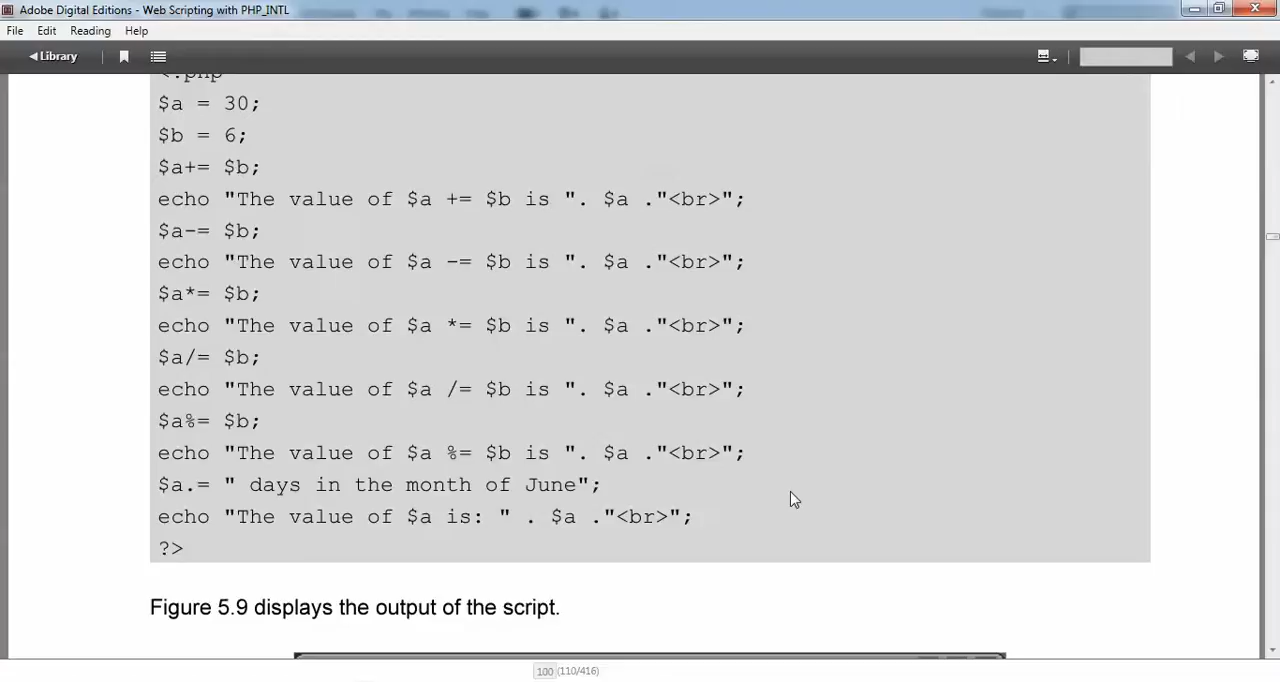 Adobe Digital Editions - Web Scripting with PHP_INTL
File Edit Reading Help
Library
<?php
$a = 30;
$b = 6;
$a+= $b;
echo "The value of $a += $b is ". $a ."<br>";
$a-= $b;
echo "The value of $a -= $b is ". $a ."<br>";
$a*= $b;
echo "The value of $a *= $b is ". $a ."<br>";
$a/= $b;
echo "The value of $a /= $b is ". $a ."<br>";
$a%= $b;
echo "The value of $a %= $b is ". $a ."<br>";
$a.= " days in the month of June";
echo "The value of $a is: " . $a ."<br>";
?>
Figure 5.9 displays the output of the script.
100 (110/416)